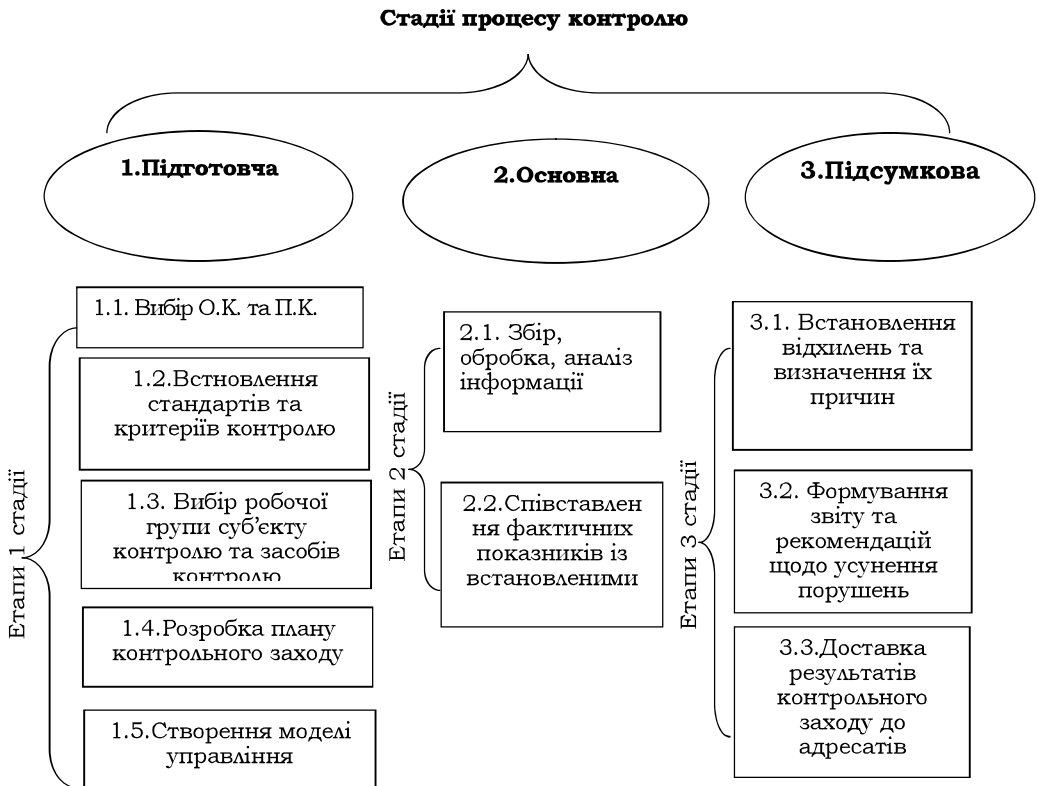 Стадії процесу контролю
1.Підготовча
2.Основна
3.Підсумкова
Етапи 1 стадії
1.1. Вибір О.К. та П.К.
1.2.Встновлення
стандартів та
критеріїв контролю
1.3. Вибір робочої
групи суб’єкту
контролю та засобів
контролю
1.4.Розробка плану
контрольного заходу
1.5.Створення моделі
управління
Етапи 2 стадії
2.1. Збір,
обробка, аналіз
інформації
2.2.Співставлен
ня фактичних
показників із
встановленими
Етапи 3 стадії
3.1. Встановлення
відхилень та
визначення їх
причин
3.2. Формування
звіту та
рекомендацій
щодо усунення
порушень
3.3.Доставка
результатів
контрольного
заходу до
адресатів